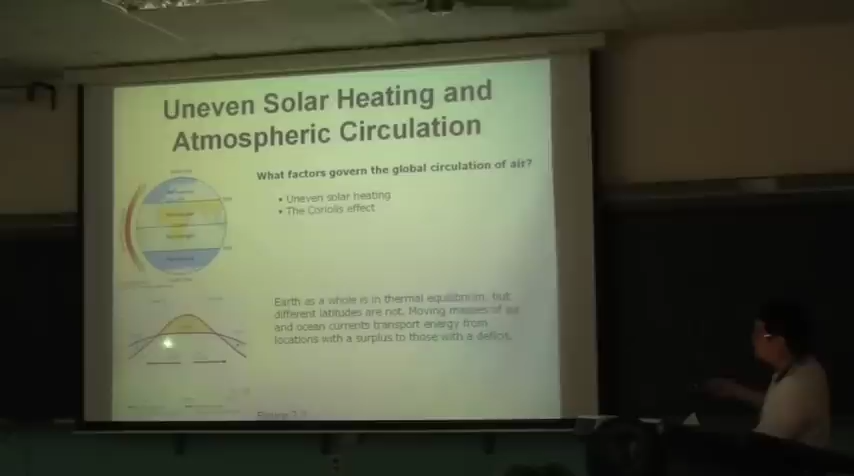 Uneven Solar Heating and
Atmospheric Circulation
What factors govern the global circulation of air?
• Uneven solar heating
• The Coriolis effect
Earth as a whole is in thermal equilibrium, but
different latitudes are not. Moving masses of air
and ocean currents transport energy from
locations with a surplus to those with a deficit.